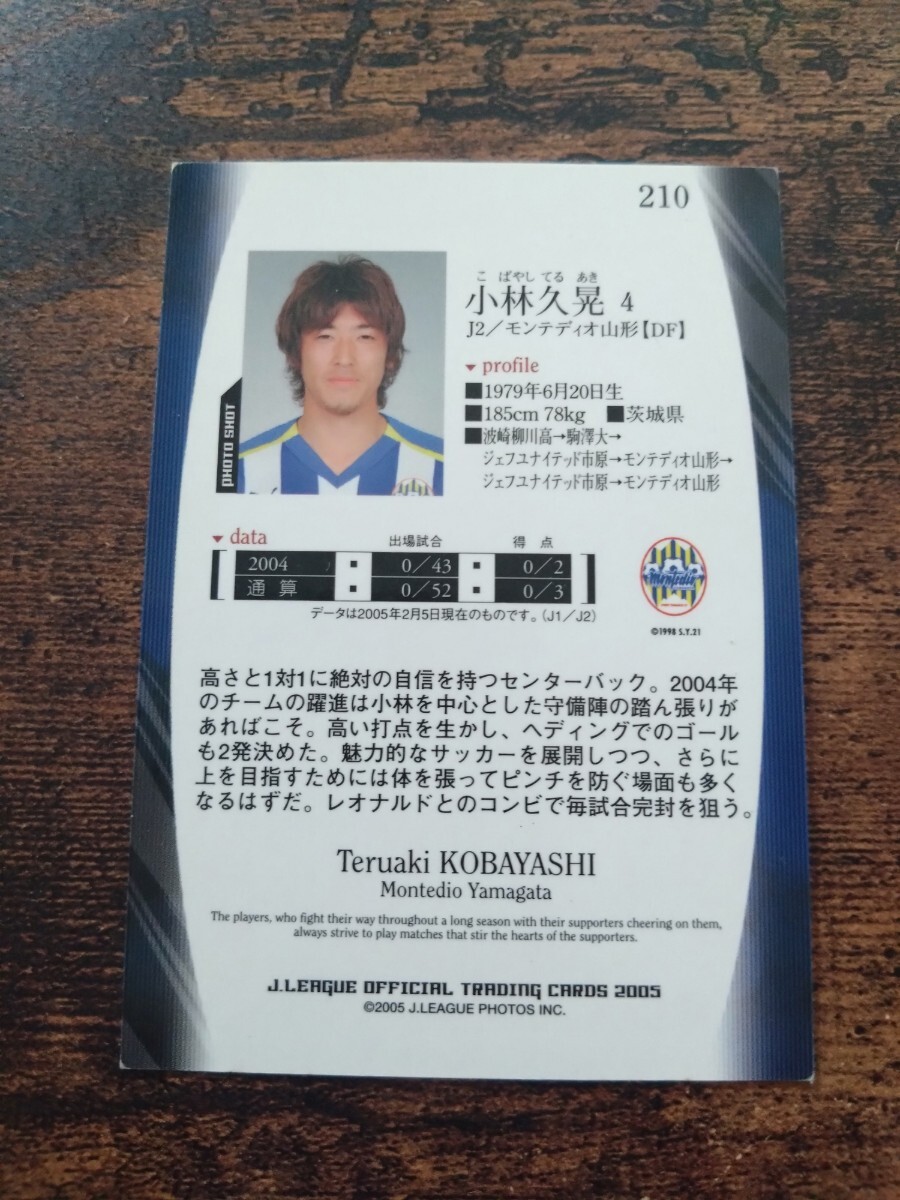 210
こ ばやし てる あき
小林久晃 4
J2／モンテディオ山形【DF】
profile
■1979年6月20日生
■185cm 78kg ■茨城県
■波崎柳川高→駒澤大→
ジェフユナイテッド市原→モンテディオ山形→
ジェフユナイテッド市原→モンテディオ山形
PHOTO SHOT
data 出場試合 得 点
2004 0／43 0／2
通 算 0／52 0／3
データは2005年2月5日現在のものです。（J1／J2）
Montedio
©1998 S.Y.21
高さと1対1に絶対の自信を持つセンターバック。2004年
のチームの躍進は小林を中心とした守備陣の踏ん張りが
あればこそ。高い打点を生かし、ヘディングでのゴール
も2発決めた。魅力的なサッカーを展開しつつ、さらに
上を目指すためには体を張ってピンチを防ぐ場面も多く
なるはずだ。レオナルドとのコンビで毎試合完封を狙う。
Teruaki KOBAYASHI
Montedio Yamagata
The players, who fight their way throughout a long season with their supporters cheering on them,
always strive to play matches that stir the hearts of the supporters.
J.LEAGUE OFFICIAL TRADING CARDS 2005
©2005 J.LEAGUE PHOTOS INC.